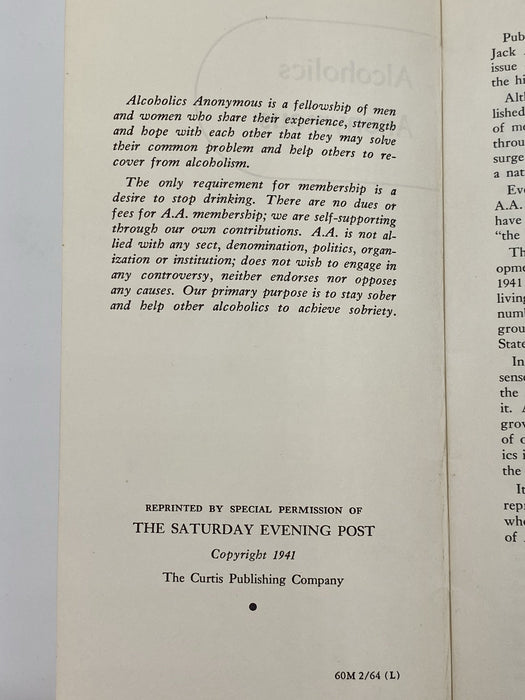 Alcoholics
Alcoholics Anonymous is a fellowship of men
and women who share their experience, strength
and hope with each other that they may solve
their common problem and help others to re-
cover from alcoholism.
The only requirement for membership is a
desire to stop drinking. There are no dues or
fees for A.A. membership; we are self-supporting
through our own contributions. A.A. is not al-
lied with any sect, denomination, politics, organ-
ization or institution; does not wish to engage in
any controversy, neither endorses nor opposes
any causes. Our primary purpose is to stay sober
and help other alcoholics to achieve sobriety.
REPRINTED BY SPECIAL PERMISSION OF
THE SATURDAY EVENING POST
Copyright 1941
The Curtis Publishing Company
60M 2/64 (L)
Pub
Jack
issue
the hi
Alt
lished
of me
throu
surge
a nat
Eve
A.A.
have
"the
Th
opme
1941
living
numb
grou
State
In
sense
the
it. A
grov
of c
ics i
the
It
repr
who
of